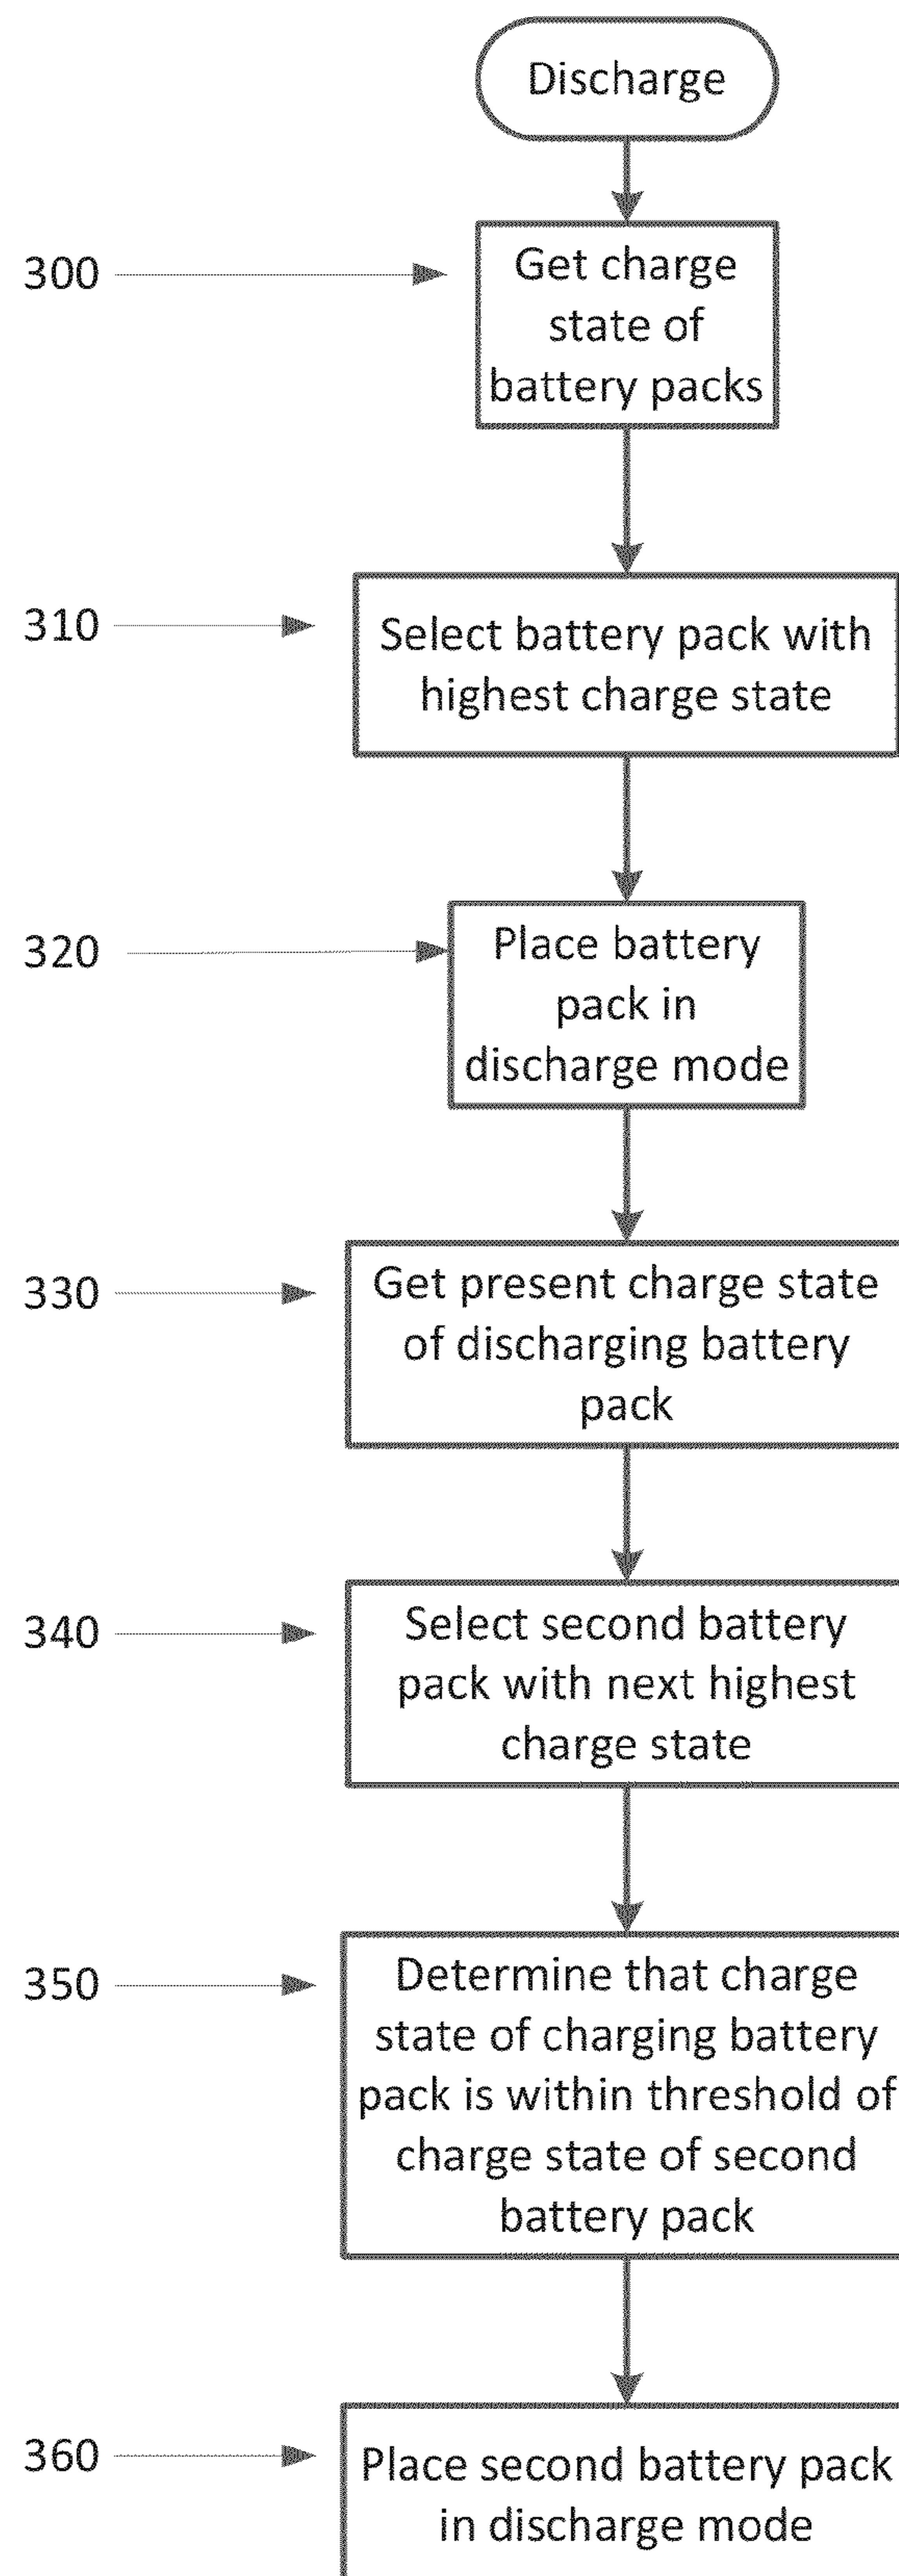 Discharge
300
Get charge
state of
battery packs
310
Select battery pack with
highest charge state
320
Place battery
pack in
discharge mode
330
Get present charge state
of discharging battery
pack
340
Select second battery
pack with next highest
charge state
350
Determine that charge
state of charging battery
pack is within threshold of
charge state of second
battery pack
360
Place second battery pack
in discharge mode